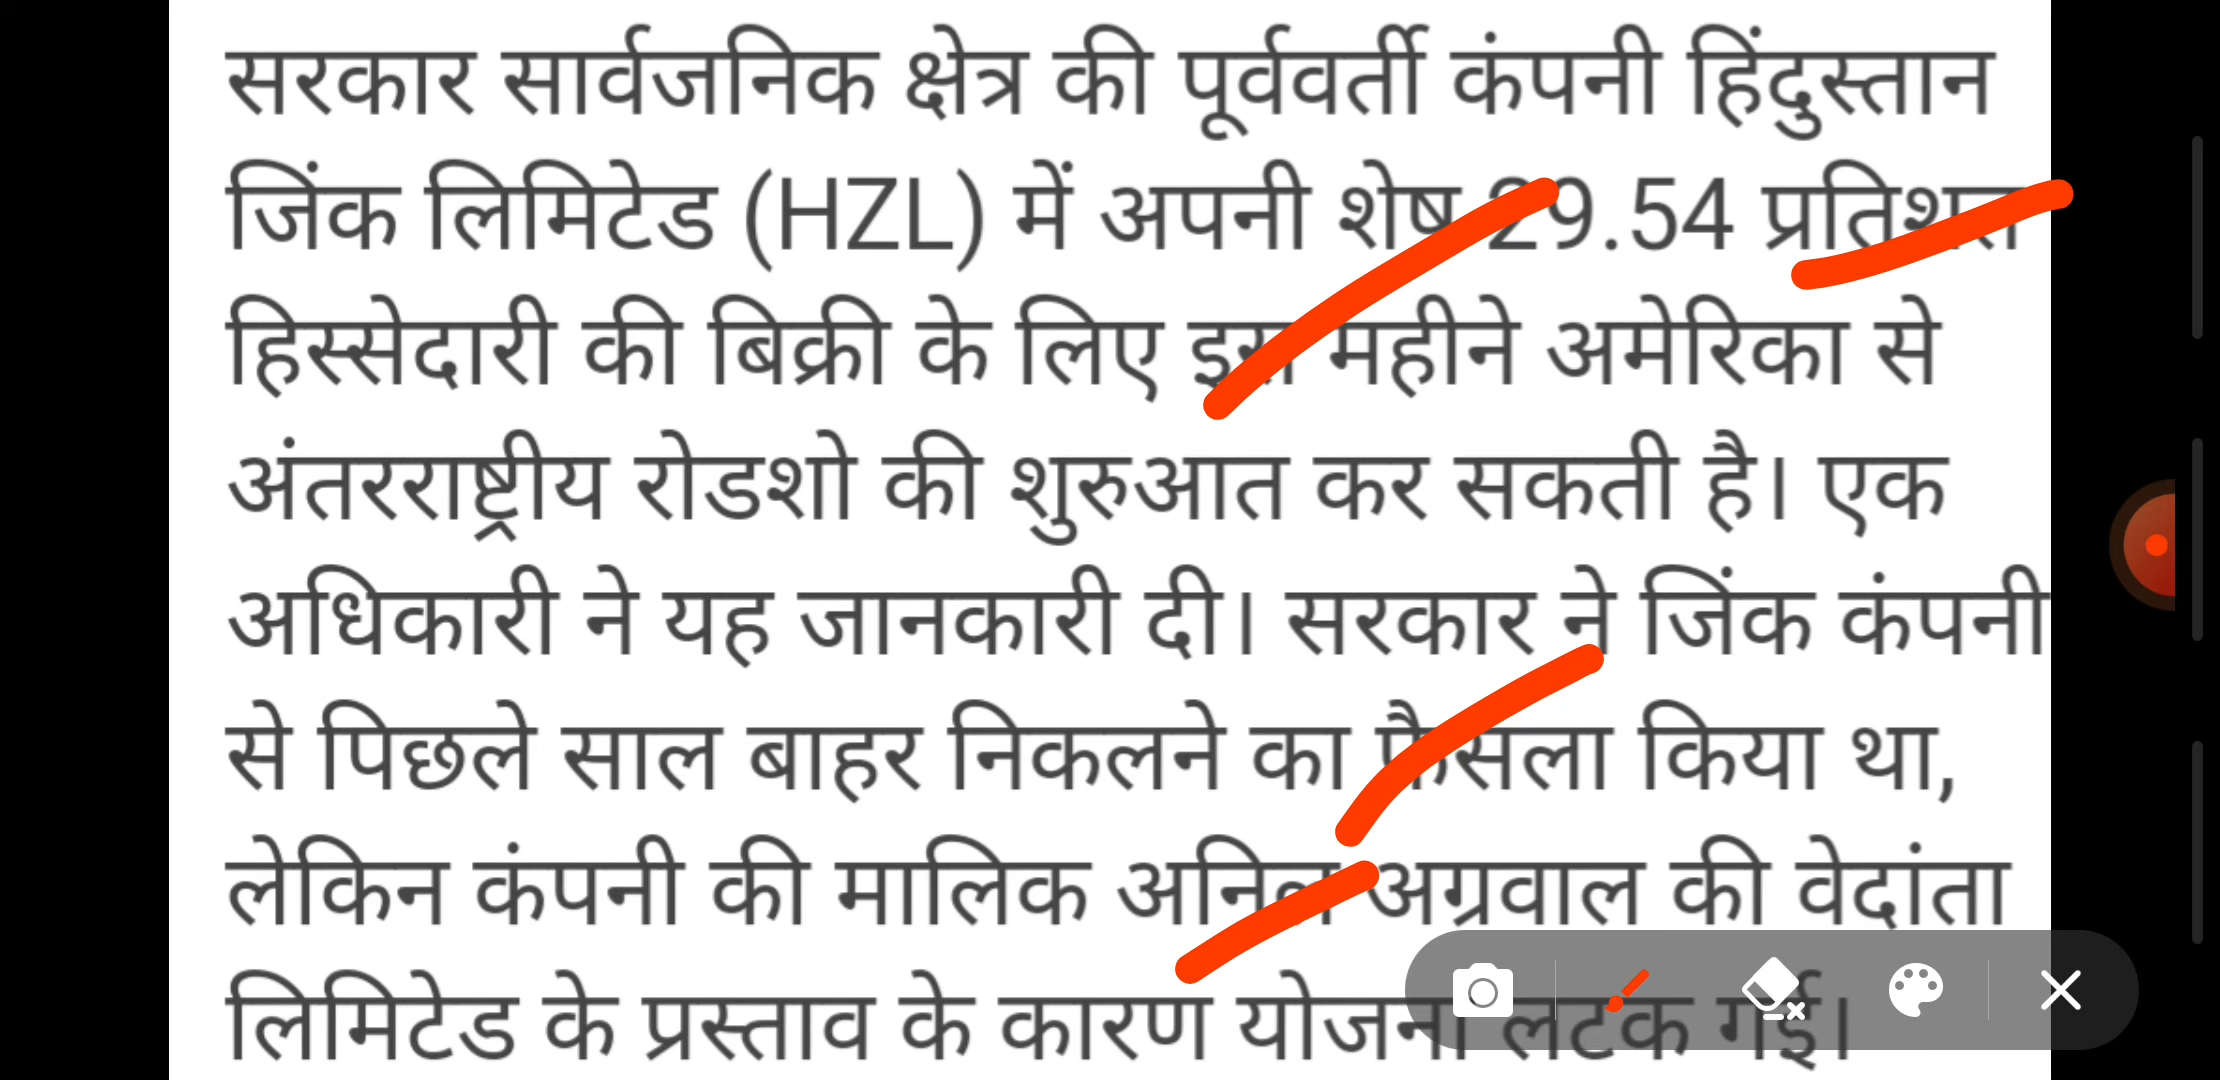 सरकार सार्वजनिक क्षेत्र की पूर्ववर्ती कंपनी हिंदुस्तान
जिंक लिमिटेड (HZL) में अपनी शेष 29.54 प्रतिशत
हिस्सेदारी की बिक्री के लिए इस महीने अमेरिका से
अंतरराष्ट्रीय रोडशो की शुरुआत कर सकती है। एक
अधिकारी ने यह जानकारी दी। सरकार ने जिंक कंपनी
से पिछले साल बाहर निकलने का फैसला किया था,
लेकिन कंपनी की मालिक अनिल अग्रवाल की वेदांता
लिमिटेड के प्रस्ताव के कारण योजना लटक गई।